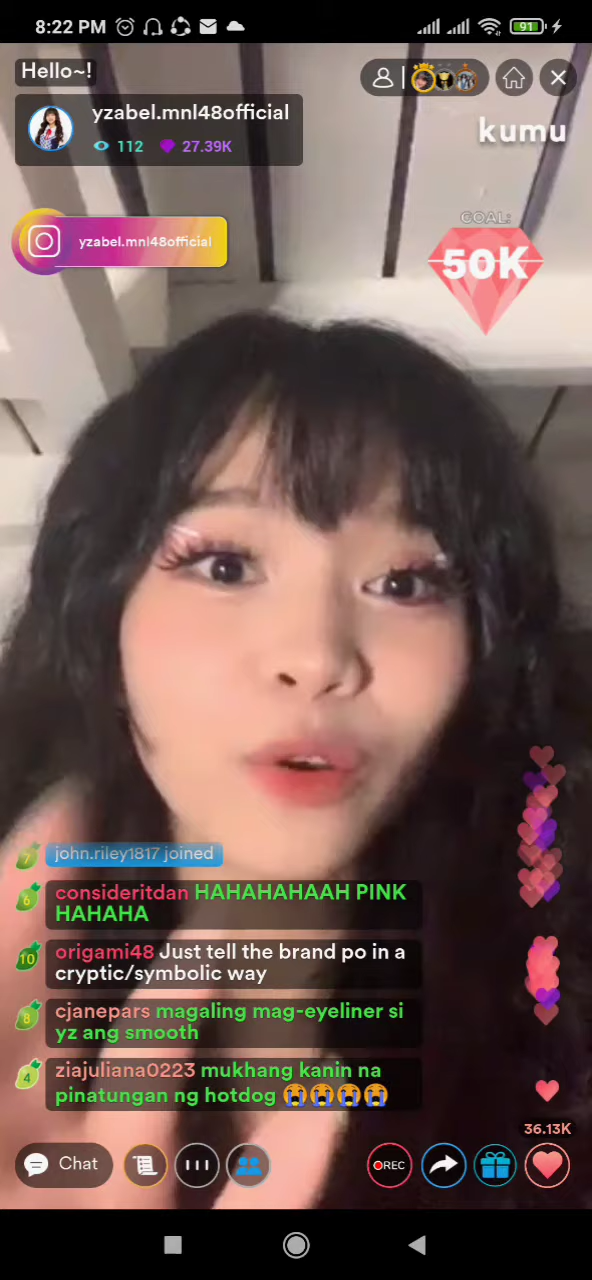 8:22 PM
91
Hello~!
yzabel.mnl48official
112 27.39K
kumu
yzabel.mnl48official
GOAL:
50K
7 john.riley1817 joined
6 consideritdan HAHAHAHAAH PINK
HAHAHA
10 origami48 Just tell the brand po in a
cryptic/symbolic way
8 cjanepars magaling mag-eyeliner si
yz ang smooth
4 ziajuliana0223 mukhang kanin na
pinatungan ng hotdog 😭😭😭😭
36.13K
Chat
REC